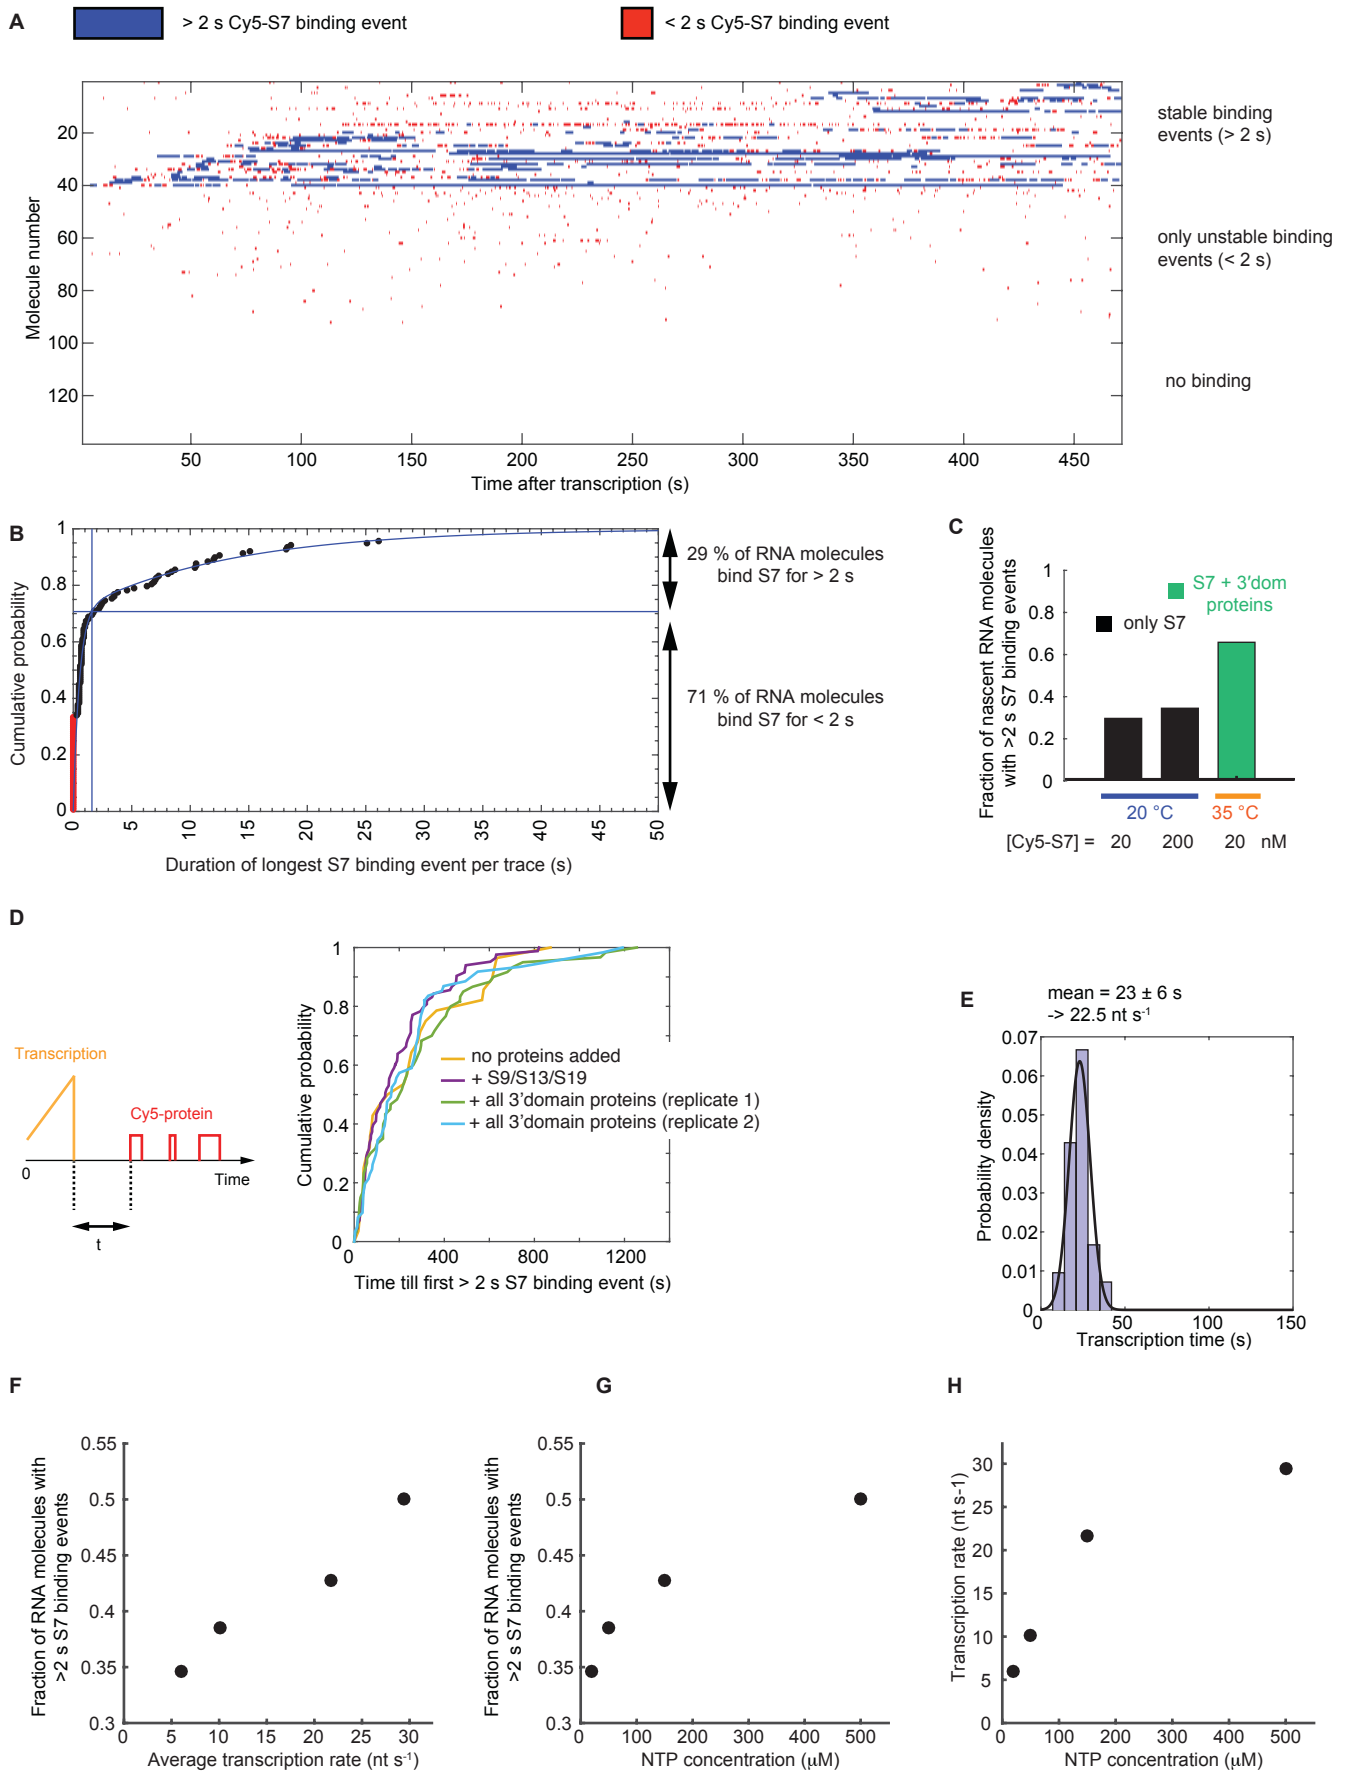 A
> 2 s Cy5-S7 binding event
< 2 s Cy5-S7 binding event
Molecule number
20
40
60
80
100
120
50
100
150
200
250
300
350
400
450
Time after transcription (s)
stable binding
events (> 2 s)
only unstable binding
events (< 2 s)
no binding
B
Cumulative probability
1
0.8
0.6
0.4
0.2
0
0
5
10
15
20
25
30
35
40
45
50
Duration of longest S7 binding event per trace (s)
29 % of RNA molecules
bind S7 for > 2 s
71 % of RNA molecules
bind S7 for < 2 s
C
Fraction of nascent RNA molecules
with >2 s S7 binding events
1
0.8
0.6
0.4
0.2
0
S7 + 3'dom
proteins
only S7
20 °C
35 °C
[Cy5-S7] = 20 200 20 nM
D
Transcription
Cy5-protein
0
Time
t
Cumulative probability
1
0.8
0.6
0.4
0.2
0
no proteins added
+ S9/S13/S19
+ all 3'domain proteins (replicate 1)
+ all 3'domain proteins (replicate 2)
0
400
800
1200
Time till first > 2 s S7 binding event (s)
E
mean = 23 ± 6 s
-> 22.5 nt s⁻¹
Probability density
0.07
0.06
0.05
0.04
0.03
0.02
0.01
0
0
50
100
150
Transcription time (s)
F
Fraction of RNA molecules with
>2 s S7 binding events
0.55
0.5
0.45
0.4
0.35
0.3
0
5
10
15
20
25
30
Average transcription rate (nt s⁻¹)
G
Fraction of RNA molecules with
>2 s S7 binding events
0.55
0.5
0.45
0.4
0.35
0.3
0
100
200
300
400
500
NTP concentration (µM)
H
Transcription rate (nt s-1)
30
25
20
15
10
5
0
0
100
200
300
400
500
NTP concentration (µM)